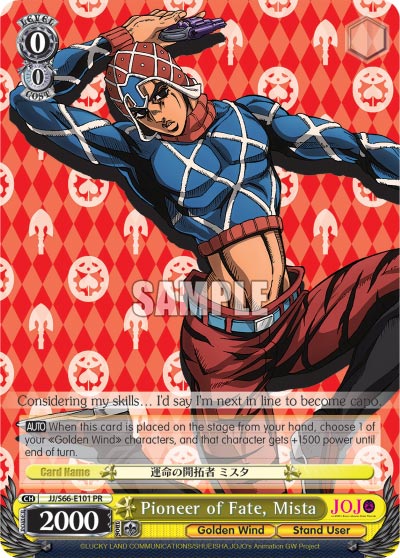 LEVEL
0
0
COST
SAMPLE
Considering my skills... I'd say I'm next in line to become capo.
AUTO When this card is placed on the stage from your hand, choose 1 of
your «Golden Wind» characters, and that character gets +1500 power until
end of turn.
Card Name 運命の開拓者 ミスタ
CH JJ/S66-E101 PR
POWER 2000 SOUL Pioneer of Fate, Mista JOJO
Golden Wind Stand User
©LUCKY LAND COMMUNICATIONS/SHUEISHA,JOJO's Animation GW Project